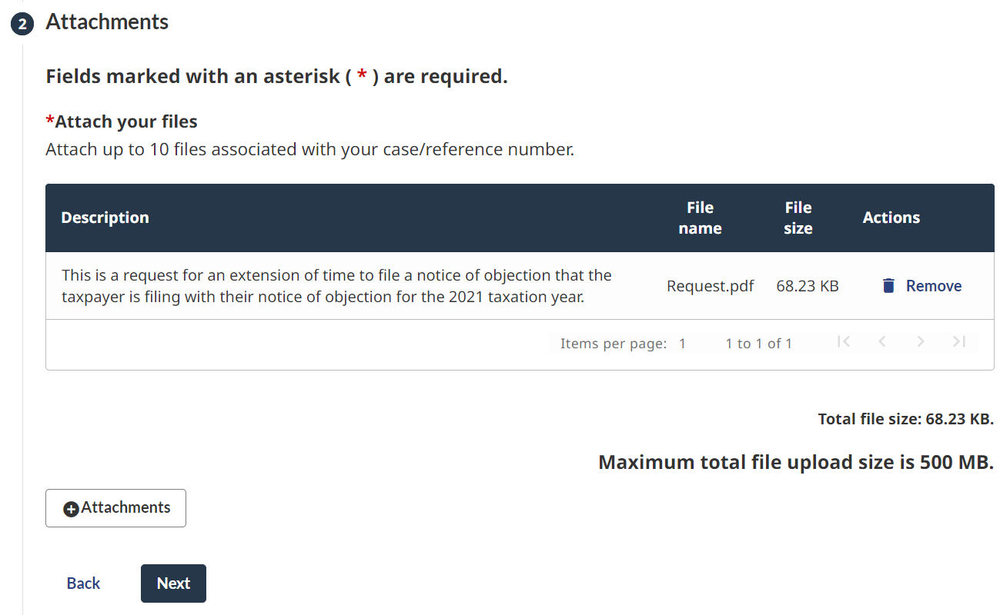 2 Attachments
Fields marked with an asterisk ( * ) are required.
*Attach your files
Attach up to 10 files associated with your case/reference number.
Description File name File size Actions
This is a request for an extension of time to file a notice of objection that the
taxpayer is filing with their notice of objection for the 2021 taxation year.
Request.pdf 68.23 KB Remove
Items per page: 1 1 to 1 of 1
Total file size: 68.23 KB.
Maximum total file upload size is 500 MB.
Attachments
Back Next